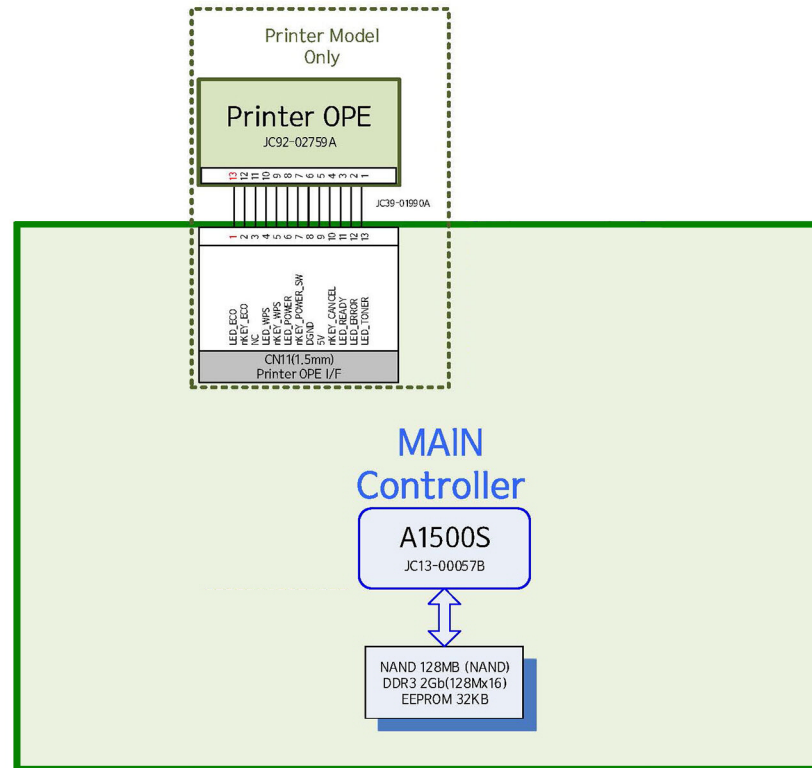 Printer Model
Only
Printer OPE
JC92-02759A
13 12 11 10 9 8 7 6 5 4 3 2 1
JC39-01990A
1 2 3 4 5 6 7 8 9 10 11 12 13
LED_ECO
nKEY_ECO
NC
LED_WPS
nKEY_WPS
LED_POWER
nKEY_POWER_SW
DGND
5V
nKEY_CANCEL
LED_READY
LED_ERROR
LED_TONER
CN11(1.5mm)
Printer OPE I/F
MAIN
Controller
A1500S
JC13-00057B
NAND 128MB (NAND)
DDR3 2Gb(128Mx16)
EEPROM 32KB